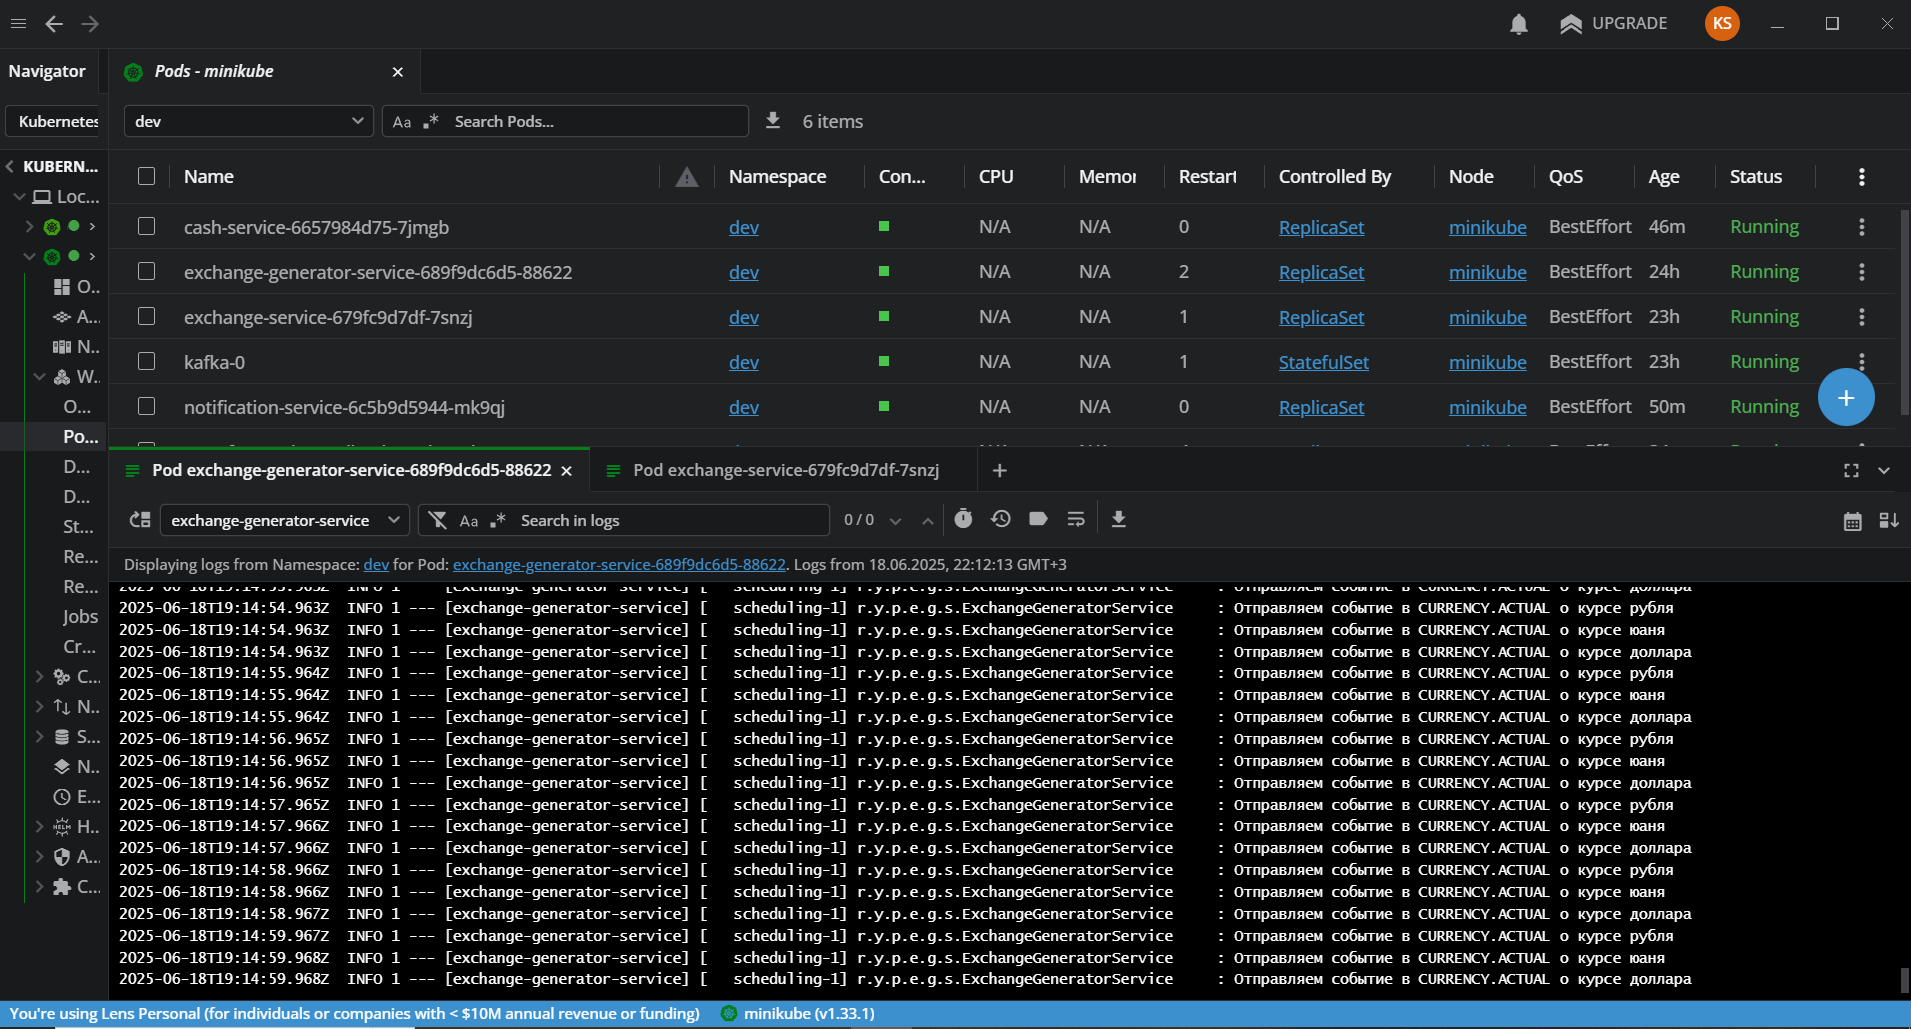 UPGRADE
KS
Navigator
Pods - minikube
Kubernetes
dev
Aa .* Search Pods...
6 items
KUBERN...
Loc...
O..
A...
N..
W..
O...
Po...
D...
D...
St...
Re...
Re...
Jobs
Cr...
C...
N..
S...
N..
E...
H..
A...
C...
Name Namespace Con... CPU Memor Restart Controlled By Node QoS Age Status
cash-service-6657984d75-7jmgb dev N/A N/A 0 ReplicaSet minikube BestEffort 46m Running
exchange-generator-service-689f9dc6d5-88622 dev N/A N/A 2 ReplicaSet minikube BestEffort 24h Running
exchange-service-679fc9d7df-7snzj dev N/A N/A 1 ReplicaSet minikube BestEffort 23h Running
kafka-0 dev N/A N/A 1 StatefulSet minikube BestEffort 23h Running
notification-service-6c5b9d5944-mk9qj dev N/A N/A 0 ReplicaSet minikube BestEffort 50m Running
Pod exchange-generator-service-689f9dc6d5-88622
Pod exchange-service-679fc9d7df-7snzj
exchange-generator-service
Aa .* Search in logs
0 / 0
Displaying logs from Namespace: dev for Pod: exchange-generator-service-689f9dc6d5-88622. Logs from 18.06.2025, 22:12:13 GMT+3
2025-06-18T19:14:54.963Z INFO 1 --- [exchange-generator-service] [ scheduling-1] r.y.p.e.g.s.ExchangeGeneratorService : Отправляем событие в CURRENCY.ACTUAL о курсе рубля
2025-06-18T19:14:54.963Z INFO 1 --- [exchange-generator-service] [ scheduling-1] r.y.p.e.g.s.ExchangeGeneratorService : Отправляем событие в CURRENCY.ACTUAL о курсе юаня
2025-06-18T19:14:54.963Z INFO 1 --- [exchange-generator-service] [ scheduling-1] r.y.p.e.g.s.ExchangeGeneratorService : Отправляем событие в CURRENCY.ACTUAL о курсе доллара
2025-06-18T19:14:55.964Z INFO 1 --- [exchange-generator-service] [ scheduling-1] r.y.p.e.g.s.ExchangeGeneratorService : Отправляем событие в CURRENCY.ACTUAL о курсе рубля
2025-06-18T19:14:55.964Z INFO 1 --- [exchange-generator-service] [ scheduling-1] r.y.p.e.g.s.ExchangeGeneratorService : Отправляем событие в CURRENCY.ACTUAL о курсе юаня
2025-06-18T19:14:55.964Z INFO 1 --- [exchange-generator-service] [ scheduling-1] r.y.p.e.g.s.ExchangeGeneratorService : Отправляем событие в CURRENCY.ACTUAL о курсе доллара
2025-06-18T19:14:56.965Z INFO 1 --- [exchange-generator-service] [ scheduling-1] r.y.p.e.g.s.ExchangeGeneratorService : Отправляем событие в CURRENCY.ACTUAL о курсе рубля
2025-06-18T19:14:56.965Z INFO 1 --- [exchange-generator-service] [ scheduling-1] r.y.p.e.g.s.ExchangeGeneratorService : Отправляем событие в CURRENCY.ACTUAL о курсе юаня
2025-06-18T19:14:56.965Z INFO 1 --- [exchange-generator-service] [ scheduling-1] r.y.p.e.g.s.ExchangeGeneratorService : Отправляем событие в CURRENCY.ACTUAL о курсе доллара
2025-06-18T19:14:57.965Z INFO 1 --- [exchange-generator-service] [ scheduling-1] r.y.p.e.g.s.ExchangeGeneratorService : Отправляем событие в CURRENCY.ACTUAL о курсе рубля
2025-06-18T19:14:57.966Z INFO 1 --- [exchange-generator-service] [ scheduling-1] r.y.p.e.g.s.ExchangeGeneratorService : Отправляем событие в CURRENCY.ACTUAL о курсе юаня
2025-06-18T19:14:57.966Z INFO 1 --- [exchange-generator-service] [ scheduling-1] r.y.p.e.g.s.ExchangeGeneratorService : Отправляем событие в CURRENCY.ACTUAL о курсе доллара
2025-06-18T19:14:58.966Z INFO 1 --- [exchange-generator-service] [ scheduling-1] r.y.p.e.g.s.ExchangeGeneratorService : Отправляем событие в CURRENCY.ACTUAL о курсе рубля
2025-06-18T19:14:58.966Z INFO 1 --- [exchange-generator-service] [ scheduling-1] r.y.p.e.g.s.ExchangeGeneratorService : Отправляем событие в CURRENCY.ACTUAL о курсе юаня
2025-06-18T19:14:58.967Z INFO 1 --- [exchange-generator-service] [ scheduling-1] r.y.p.e.g.s.ExchangeGeneratorService : Отправляем событие в CURRENCY.ACTUAL о курсе доллара
2025-06-18T19:14:59.967Z INFO 1 --- [exchange-generator-service] [ scheduling-1] r.y.p.e.g.s.ExchangeGeneratorService : Отправляем событие в CURRENCY.ACTUAL о курсе рубля
2025-06-18T19:14:59.968Z INFO 1 --- [exchange-generator-service] [ scheduling-1] r.y.p.e.g.s.ExchangeGeneratorService : Отправляем событие в CURRENCY.ACTUAL о курсе юаня
2025-06-18T19:14:59.968Z INFO 1 --- [exchange-generator-service] [ scheduling-1] r.y.p.e.g.s.ExchangeGeneratorService : Отправляем событие в CURRENCY.ACTUAL о курсе доллара
You're using Lens Personal (for individuals or companies with < $10M annual revenue or funding)
minikube (v1.33.1)